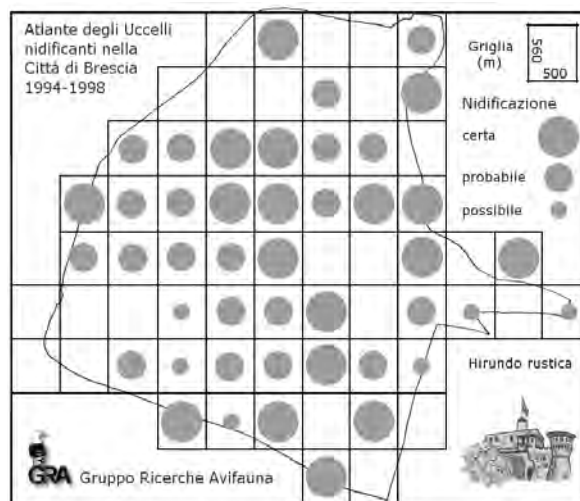 Atlante degli Uccelli
nidificanti nella
Cittá di Brescia
1994-1998
Griglia
(m)
560
500
Nidificazione
certa
probabile
possibile
Hirundo rustica
GRA Gruppo Ricerche Avifauna